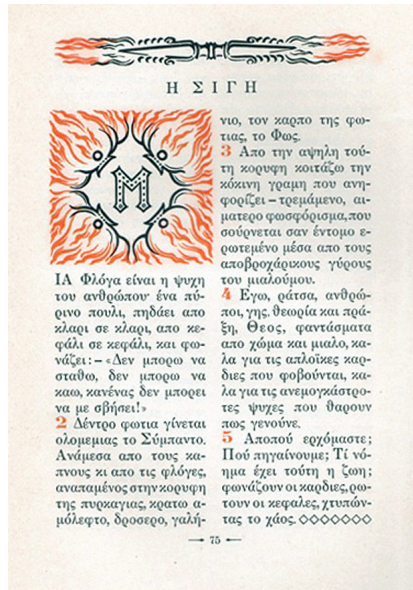 Η ΣΙΓΗ
Μ
ΙΑ Φλόγα είναι η ψυχη
του ανθρώπου· ένα πύ-
ρινο πουλι, πηδάει απο
κλαρι σε κλαρι, απο κε-
φάλι σε κεφάλι, και φω-
νάζει: – «Δεν μπορω να
σταθω, δεν μπορω να
καω, κανένας δεν μπορει
να με σβήσει!»
2 Δέντρο φωτια γίνεται
ολομεμιας το Σύμπαντο.
Ανάμεσα απο τους κα-
πνους κι απο τις φλόγες,
αναπαμένος στην κορυφη
της πυρκαγιας, κρατω α-
μόλεφτο, δροσερο, γαλή-
νιο, τον καρπο της φω-
τιας, το Φως.
3 Απο την αψηλη τού-
τη κορυφη κοιτάζω την
κόκινη γραμη που ανη-
φορίζει – τρεμάμενο, αι-
ματερο φωσφόρισμα, που
σούρνεται σαν έντομο ε-
ρωτεμένο μέσα απο τους
αποβροχάρικους γύρους
του μιαλούμου.
4 Εγω, ράτσα, ανθρώ-
ποι, γης, θεωρία και πρά-
ξη, Θεος, φαντάσματα
απο χώμα και μιαλο, κα-
λα για τις απλοϊκες καρ-
διες που φοβούνται, κα-
λα για τις ανεμογκάστρο-
τες ψυχες που θαρουν
πως γενούνε.
5 Αποπού ερχόμαστε;
Πού πηγαίνουμε; Τί νό-
ημα έχει τούτη η ζωη;
φωνάζουν οι καρδιες, ρω-
τουν οι κεφαλες, χτυπών-
τας το χάος.
— 75 —